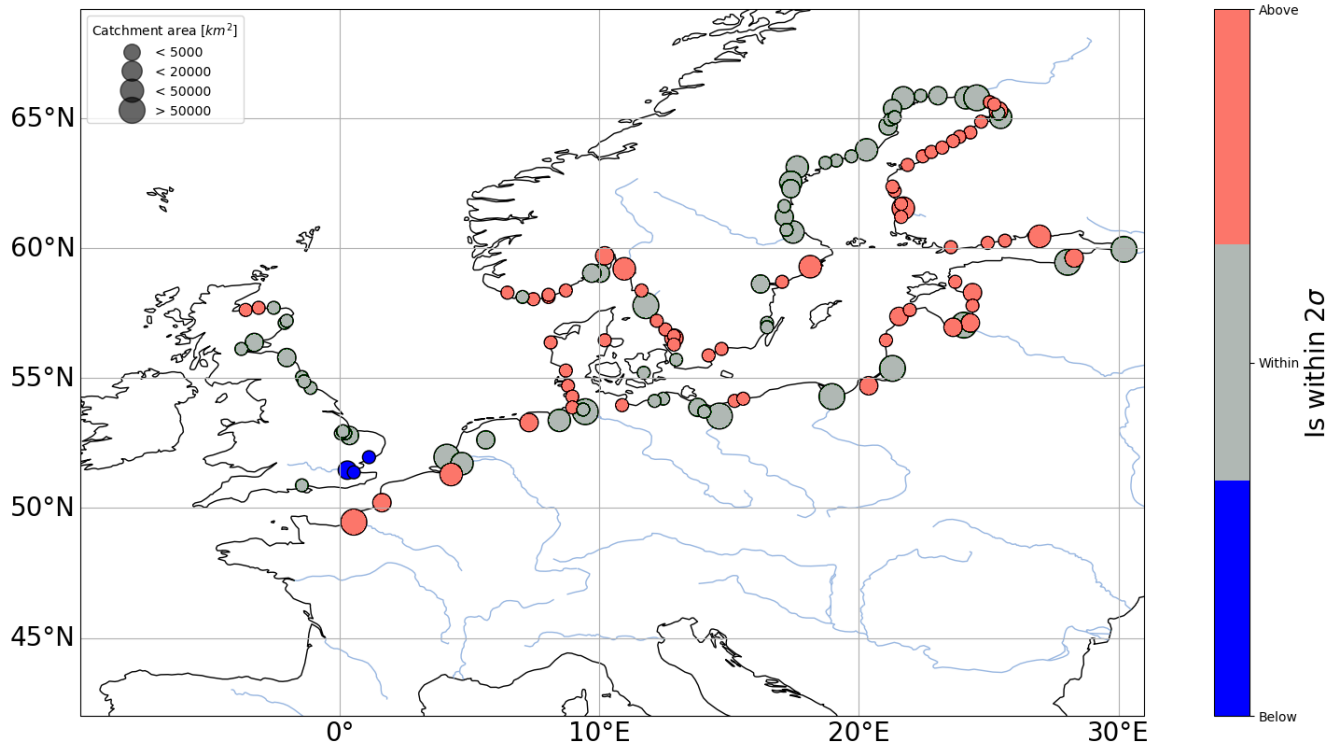 Catchment area [km²]
< 5000
< 20000
< 50000
> 50000
65°N
60°N
55°N
50°N
45°N
0°
10°E
20°E
30°E
Above
Within
Below
Is within 2σ